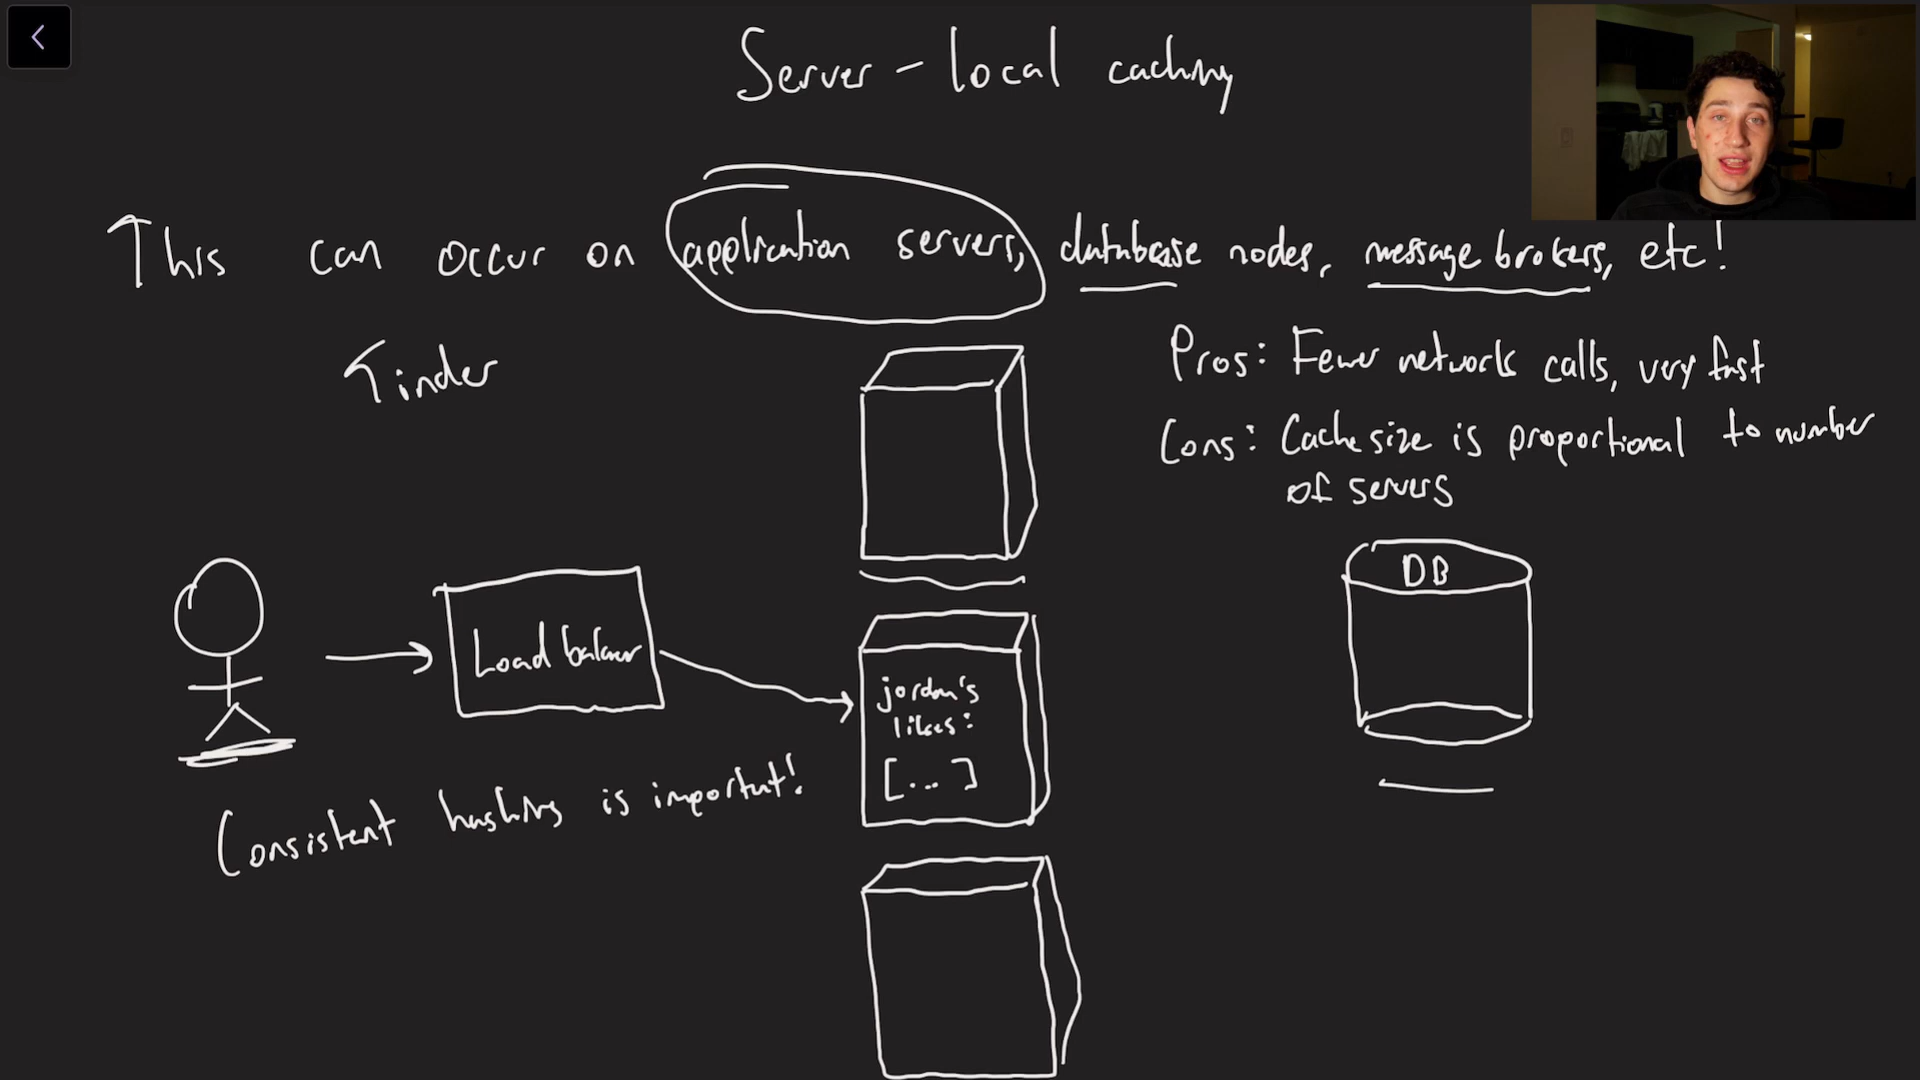 Server - local caching
This can occur on application servers, database nodes, message brokers, etc!
Tinder
Pros: Fewer network calls, very fast
Cons: Cache size is proportional to number
of servers
DB
Load balancer
jordan's
likes:
[...]
Consistent hashing is important!